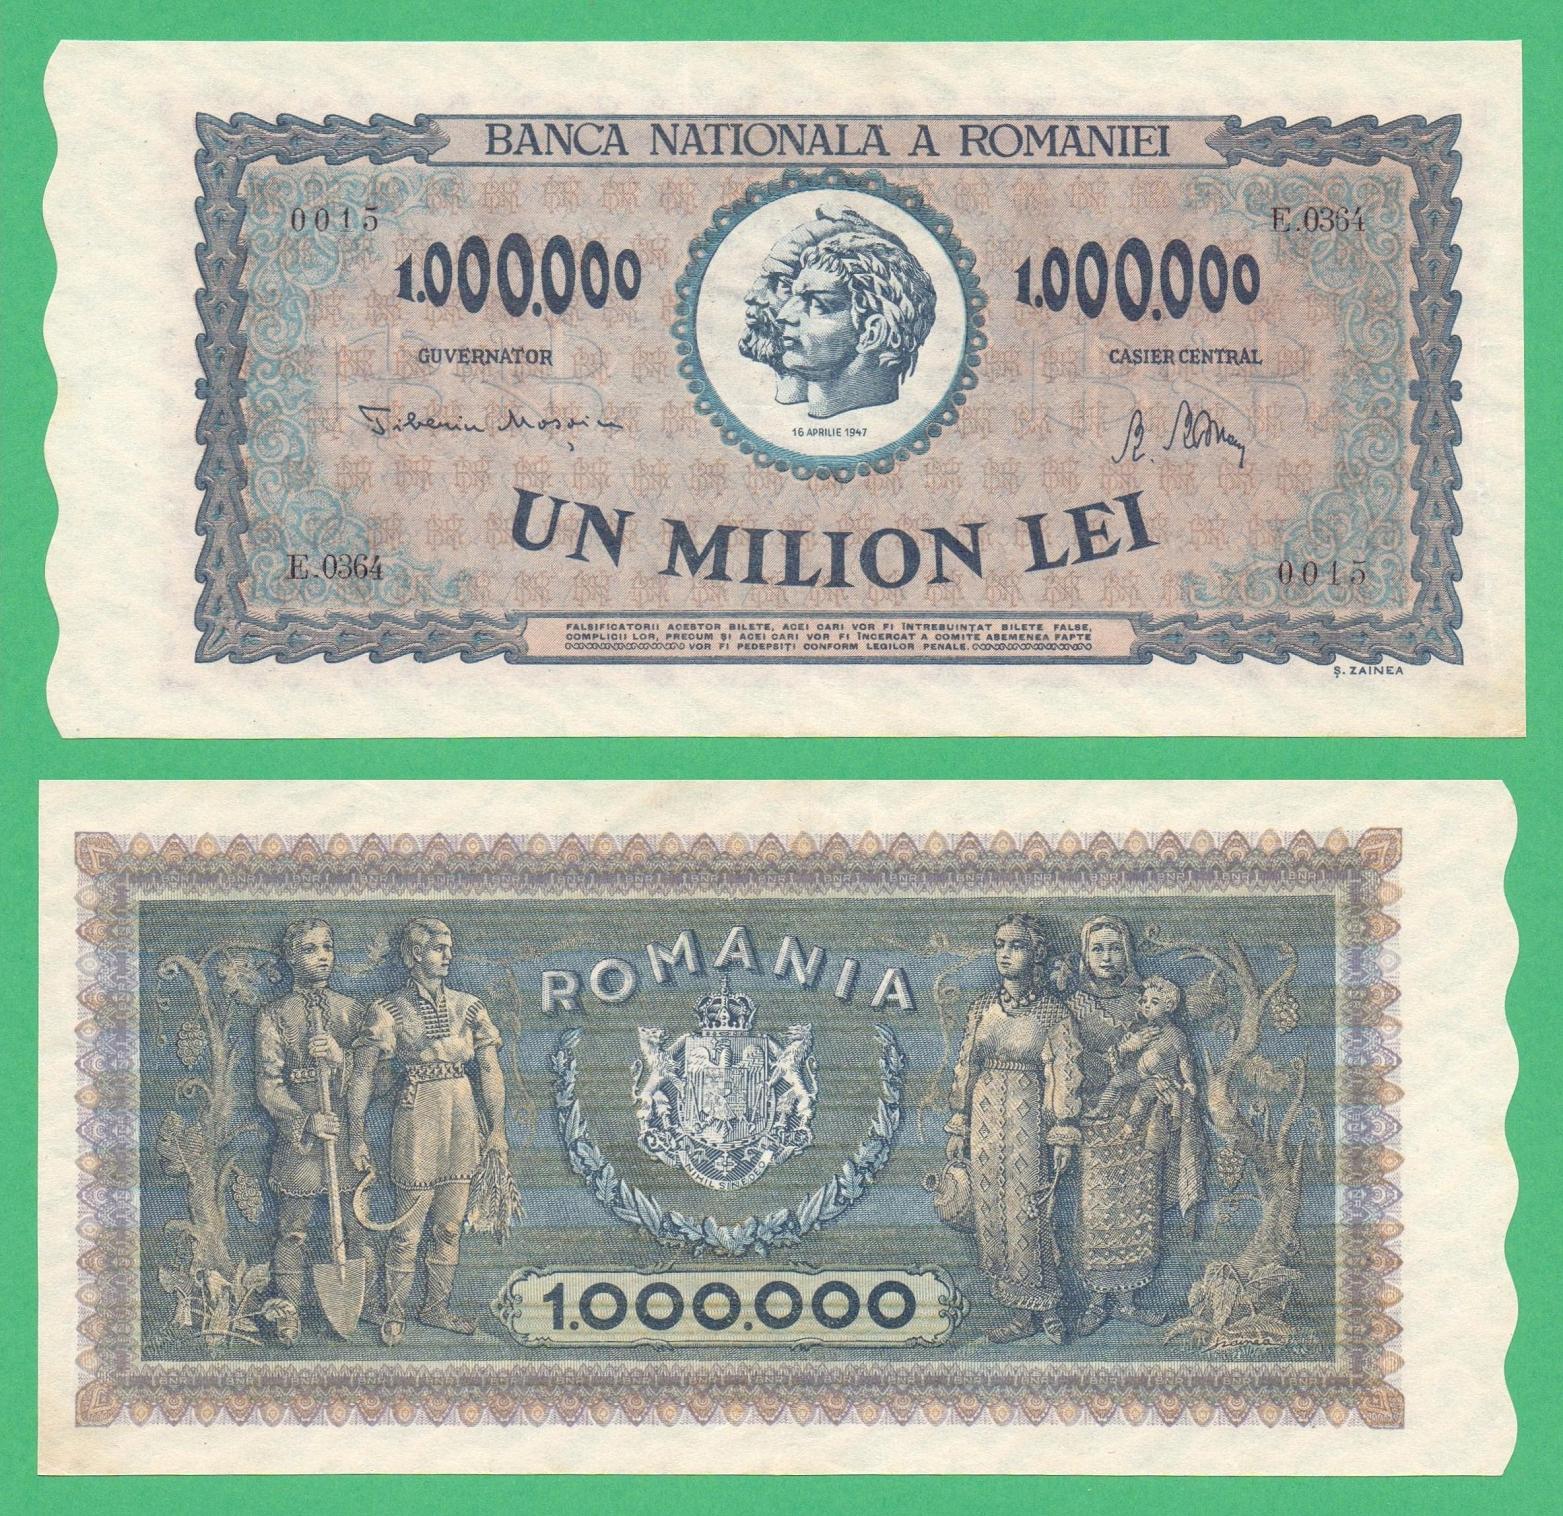 BANCA NATIONALA A ROMANIEI
0015
E.0364
1.000.000
1.000.000
GUVERNATOR
CASIER CENTRAL
16 APRILIE 1947
UN MILION LEI
E.0364
0015
FALSIFICATORII ACESTOR BILETE, ACEI CARI VOR FI ÎNTREBUINȚAT BILETE FALSE,
COMPLICII LOR, PRECUM ȘI ACEI CARI VOR FI ÎNCERCAT A COMITE ASEMENEA FAPTE
VOR FI PEDEPSIȚI CONFORM LEGILOR PENALE.
Ș. ZAINEA
ROMANIA
NIHIL SINE DEO
1.000.000